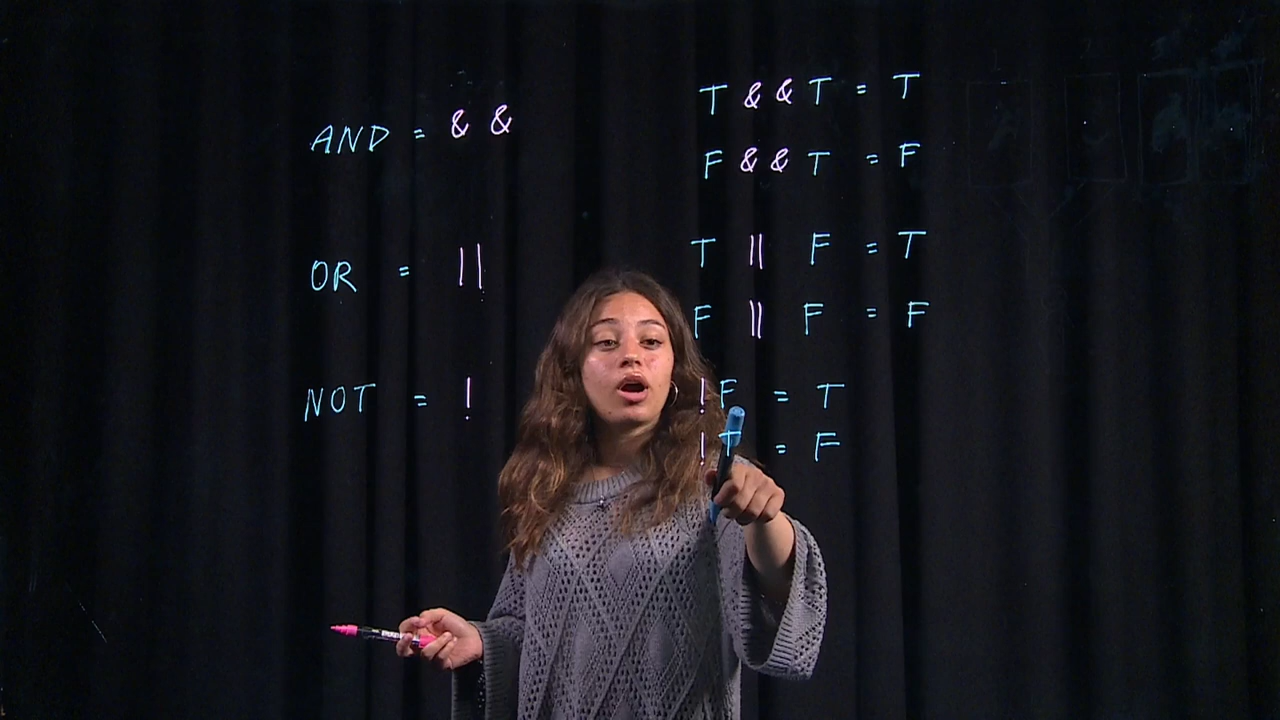 AND = & &
OR = ||
NOT = !
T && T = T
F && T = F
T || F = T
F || F = F
!F = T
!T = F